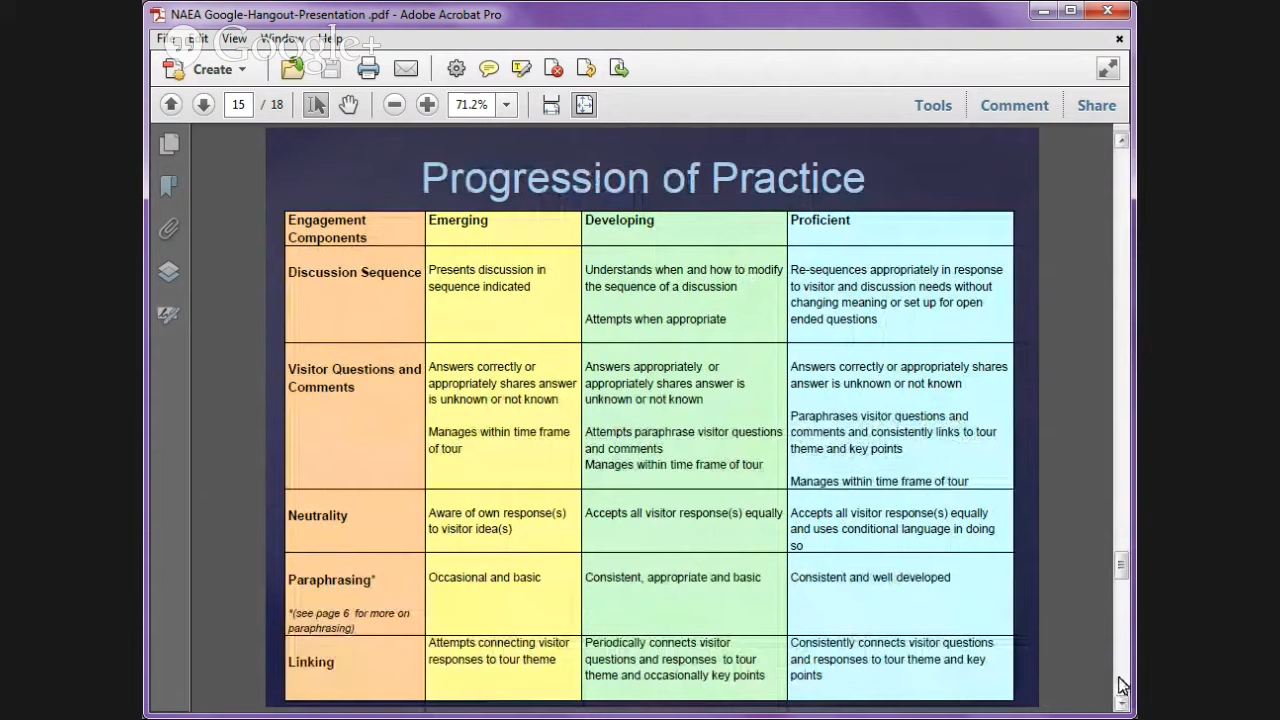 NAEA Google-Hangout-Presentation .pdf - Adobe Acrobat Pro
File Edit View Window Help
Google+
Create
15 / 18
71.2%
Tools
Comment
Share
Progression of Practice
Engagement
Components
Emerging
Developing
Proficient
Discussion Sequence
Presents discussion in
sequence indicated
Understands when and how to modify
the sequence of a discussion
Attempts when appropriate
Re-sequences appropriately in response
to visitor and discussion needs without
changing meaning or set up for open
ended questions
Visitor Questions and
Comments
Answers correctly or
appropriately shares answer
is unknown or not known
Manages within time frame
of tour
Answers appropriately or
appropriately shares answer is
unknown or not known
Attempts paraphrase visitor questions
and comments
Manages within time frame of tour
Answers correctly or appropriately shares
answer is unknown or not known
Paraphrases visitor questions and
comments and consistently links to tour
theme and key points
Manages within time frame of tour
Neutrality
Aware of own response(s)
to visitor idea(s)
Accepts all visitor response(s) equally
Accepts all visitor response(s) equally
and uses conditional language in doing
so
Paraphrasing*
*(see page 6 for more on
paraphrasing)
Occasional and basic
Consistent, appropriate and basic
Consistent and well developed
Linking
Attempts connecting visitor
responses to tour theme
Periodically connects visitor
questions and responses to tour
theme and occasionally key points
Consistently connects visitor questions
and responses to tour theme and key
points